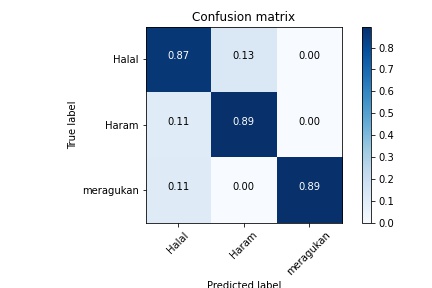 Confusion matrix
Halal 0.87 0.13 0.00
Haram 0.11 0.89 0.00
meragukan 0.11 0.00 0.89
True label
Halal Haram meragukan
Predicted label
0.8
0.7
0.6
0.5
0.4
0.3
0.2
0.1
0.0